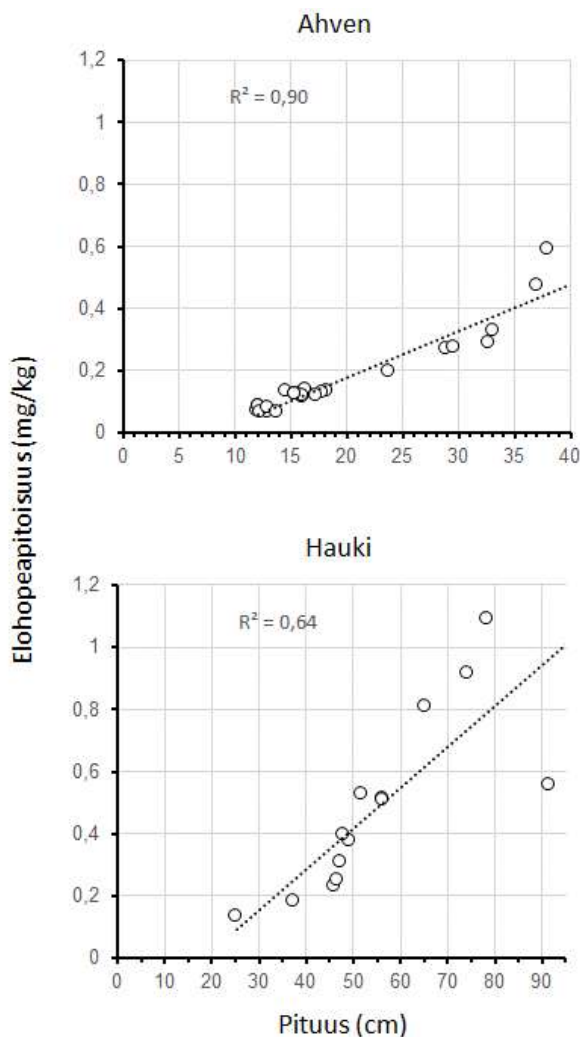 Ahven
1,2
1
0,8
0,6
0,4
0,2
0
R² = 0,90
0 5 10 15 20 25 30 35 40
Elohopeapitoisuus (mg/kg)
Hauki
1,2
1
0,8
0,6
0,4
0,2
0
R² = 0,64
0 10 20 30 40 50 60 70 80 90
Pituus (cm)